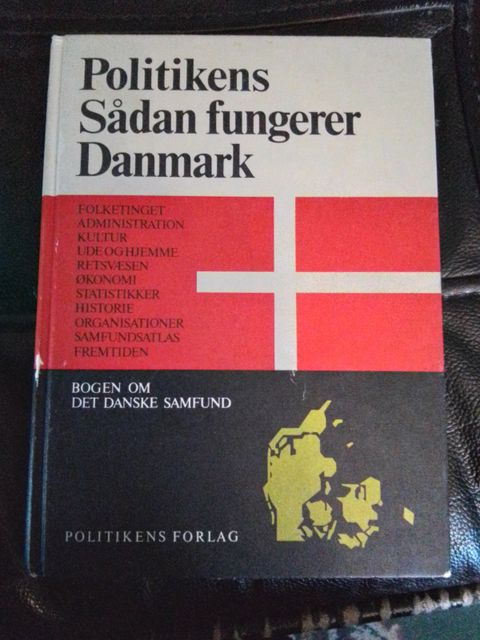 Politikens
Sådan fungerer
Danmark
FOLKETINGET
ADMINISTRATION
KULTUR
UDE OG HJEMME
RETSVÆSEN
ØKONOMI
STATISTIKKER
HISTORIE
ORGANISATIONER
SAMFUNDSATLAS
FREMTIDEN
BOGEN OM
DET DANSKE SAMFUND
POLITIKENS FORLAG